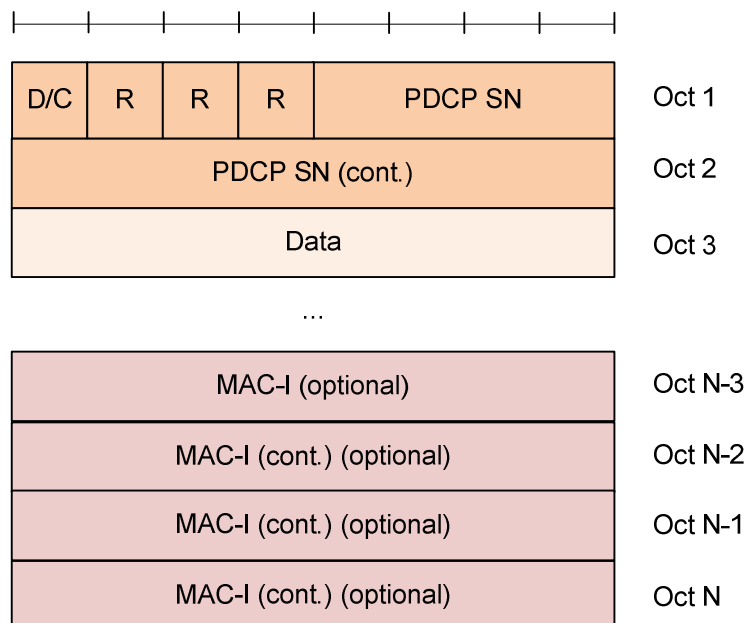 D/C R R R PDCP SN Oct 1
PDCP SN (cont.) Oct 2
Data Oct 3
...
MAC-I (optional) Oct N-3
MAC-I (cont.) (optional) Oct N-2
MAC-I (cont.) (optional) Oct N-1
MAC-I (cont.) (optional) Oct N